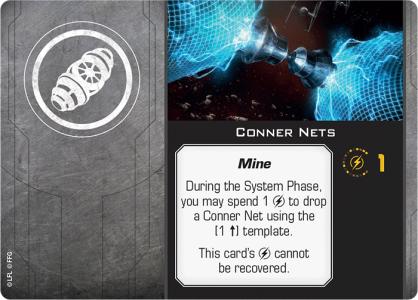 CONNER NETS
Mine
1
During the System Phase,
you may spend 1 to drop
a Conner Net using the
[1 ⬆] template.
This card's cannot
be recovered.
© LFL © FFG